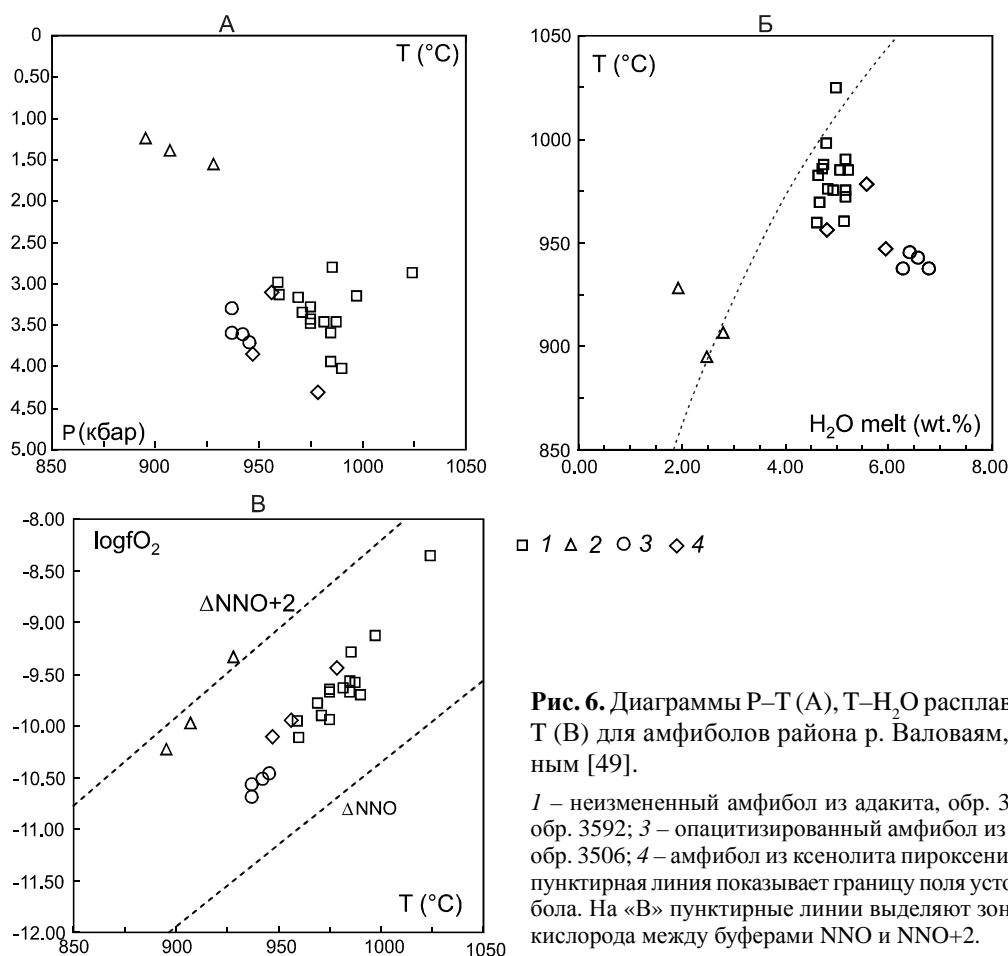 А
T (°C)
0
0.50
1.00
1.50
2.00
2.50
3.00
3.50
4.00
4.50
5.00
P (кбар)
850 900 950 1000 1050
Б
T (°C)
1050
1000
950
900
850
H₂O melt (wt.%)
0.00 2.00 4.00 6.00 8.00
В
logfO₂
-8.00
-8.50
-9.00
-9.50
-10.00
-10.50
-11.00
-11.50
-12.00
ΔNNO+2
ΔNNO
T (°C)
850 900 950 1000 1050
□ 1 △ 2 ○ 3 ◇ 4
Рис. 6. Диаграммы P–T (А), T–H₂O расплав
T (В) для амфиболов района р. Валоваям,
ным [49].
1 – неизмененный амфибол из адакита, обр. 3
обр. 3592; 3 – опацитизированный амфибол из
обр. 3506; 4 – амфибол из ксенолита пироксени
пунктирная линия показывает границу поля усто
бола. На «В» пунктирные линии выделяют зон
кислорода между буферами NNO и NNO+2.